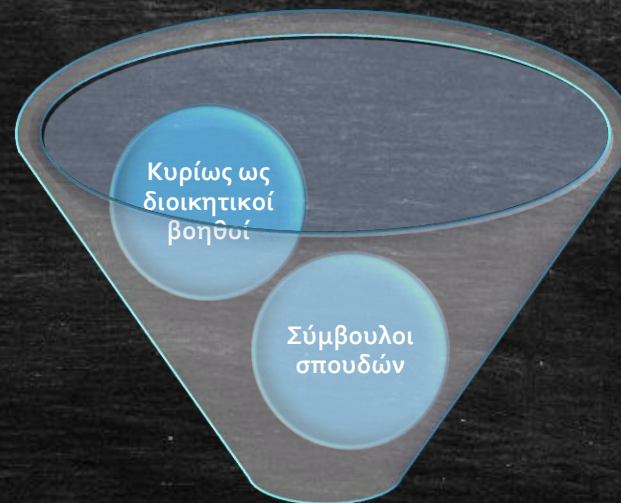 Κυρίως ως
διοικητικοί
βοηθοί
Σύμβουλοι
σπουδών